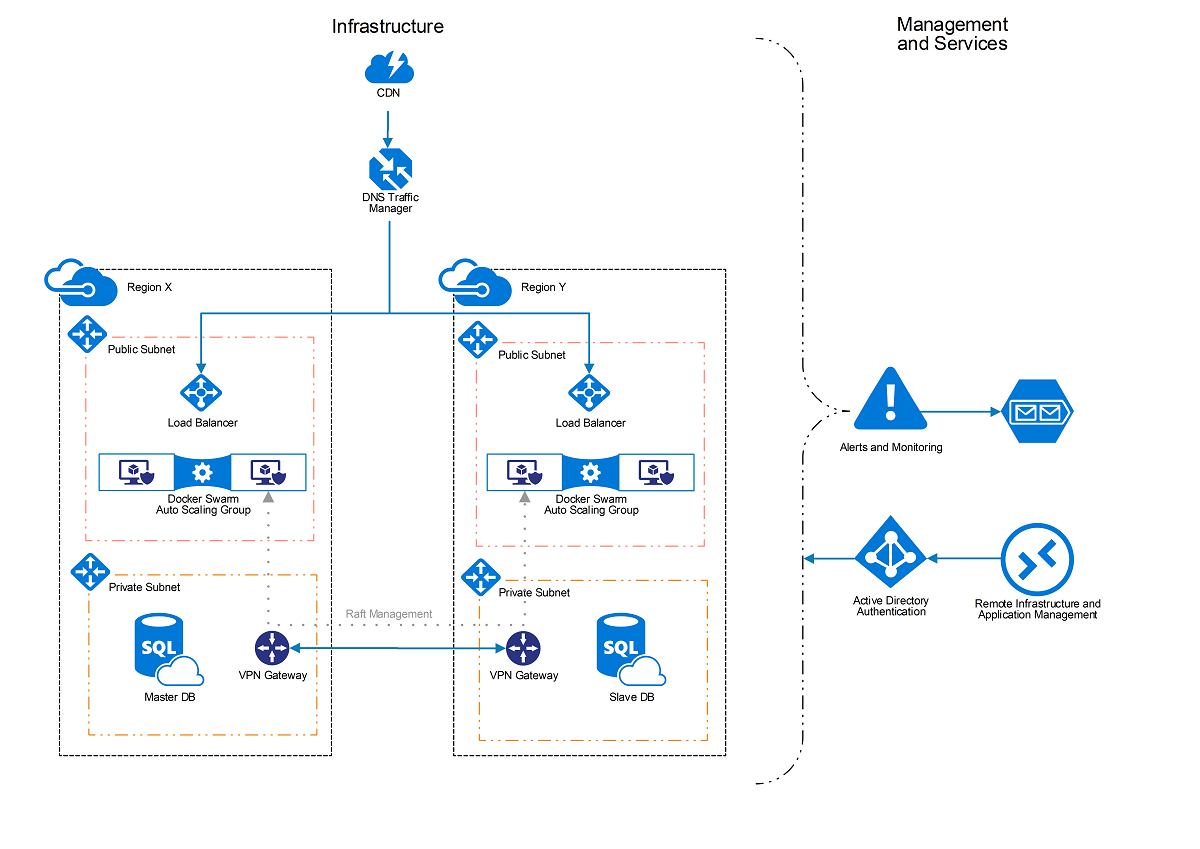 Infrastructure
Management
and Services
CDN
DNS Traffic
Manager
Region X
Region Y
Public Subnet
Public Subnet
Load Balancer
Load Balancer
Alerts and Monitoring
Docker Swarm
Auto Scaling Group
Docker Swarm
Auto Scaling Group
Private Subnet
Private Subnet
Active Directory
Authentication
Remote Infrastructure and
Application Management
Raft Management
SQL
SQL
VPN Gateway
VPN Gateway
Master DB
Slave DB